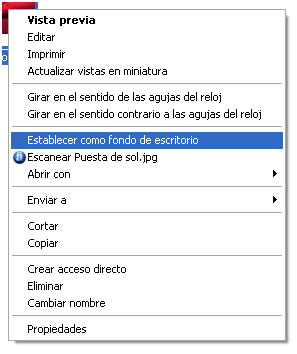 Vista previa
Editar
Imprimir
Actualizar vistas en miniatura
Girar en el sentido de las agujas del reloj
Girar en el sentido contrario a las agujas del reloj
Establecer como fondo de escritorio
Escanear Puesta de sol.jpg
Abrir con
Enviar a
Cortar
Copiar
Crear acceso directo
Eliminar
Cambiar nombre
Propiedades